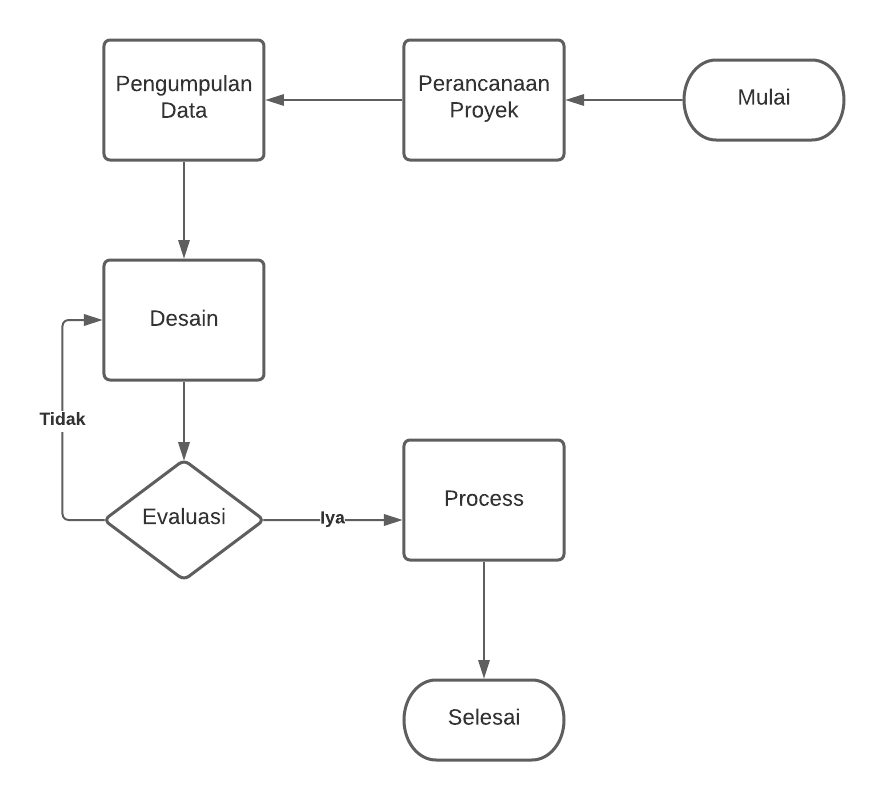 Pengumpulan
Data
Perancanaan
Proyek
Mulai
Desain
Tidak
Evaluasi
Iya
Process
Selesai